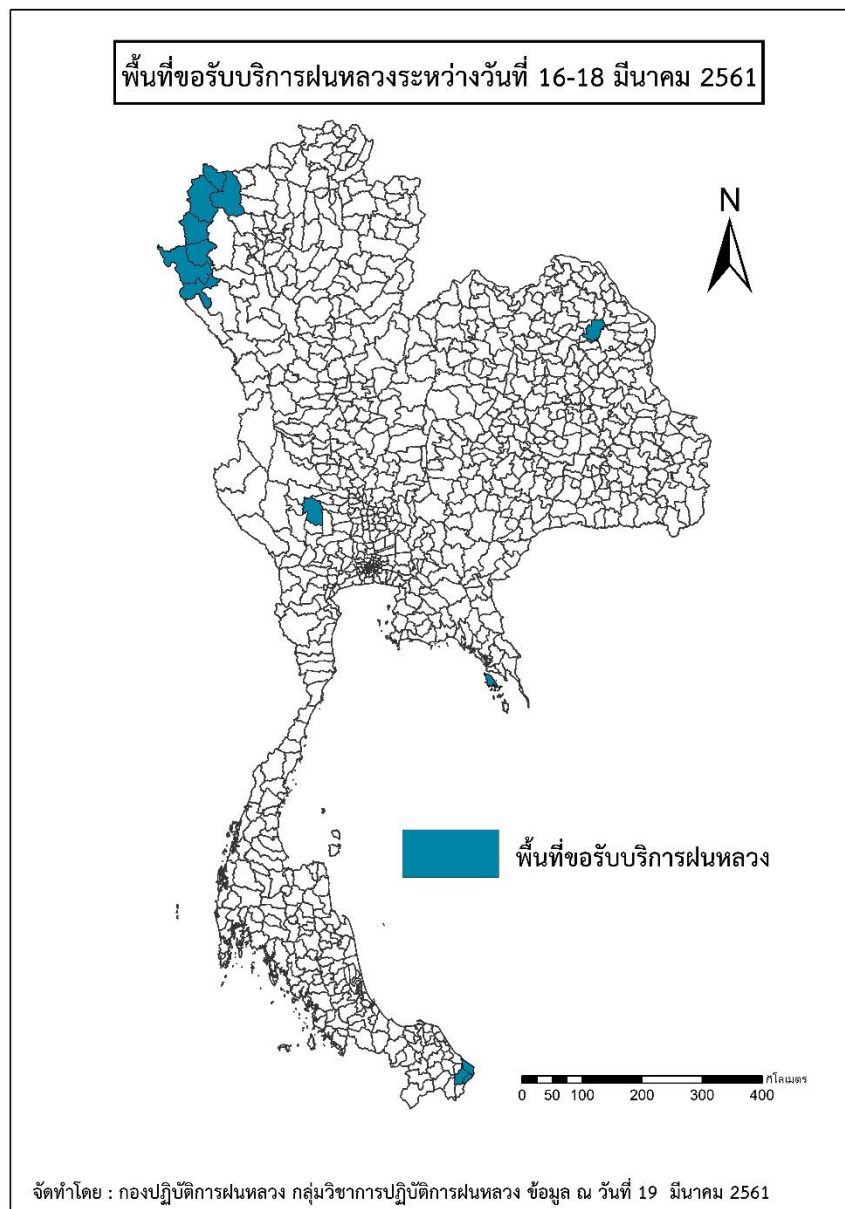 พื้นที่ขอรับบริการฝนหลวงระหว่างวันที่ 16-18 มีนาคม 2561
N
พื้นที่ขอรับบริการฝนหลวง
กิโลเมตร
0 50 100 200 300 400
จัดทำโดย : กองปฏิบัติการฝนหลวง กลุ่มวิชาการปฏิบัติการฝนหลวง ข้อมูล ณ วันที่ 19 มีนาคม 2561